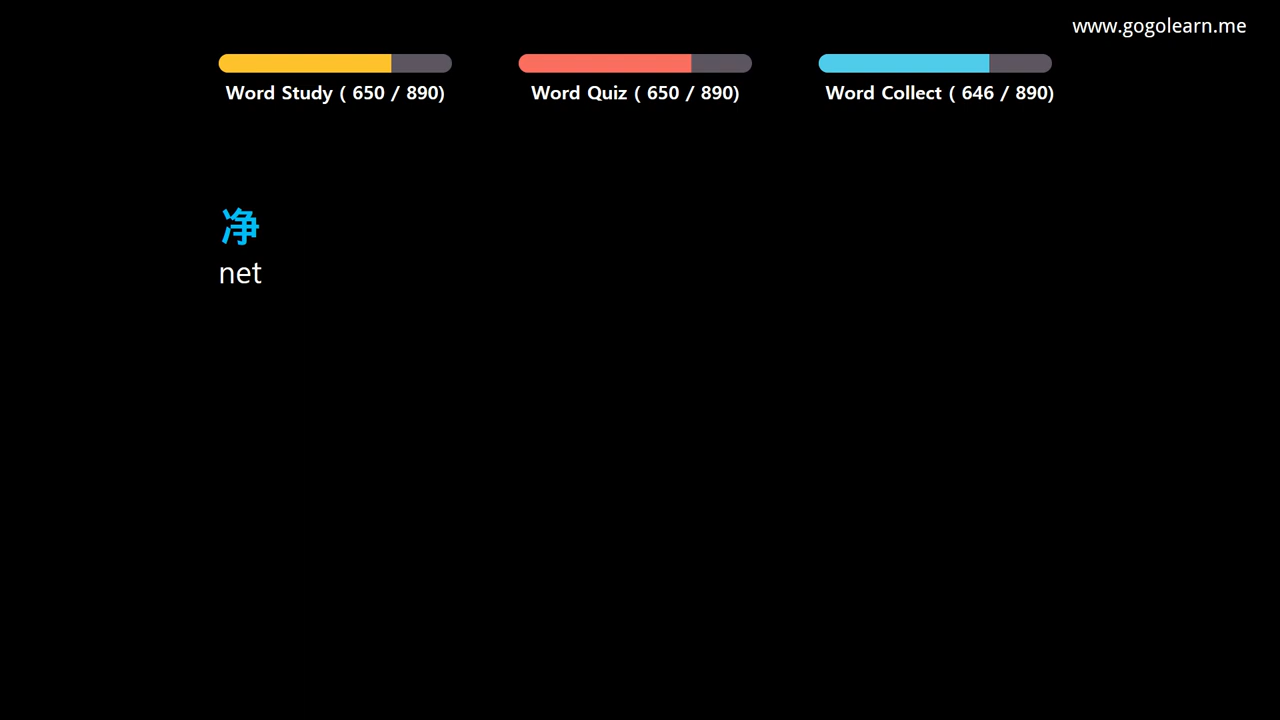 www.gogolearn.me
Word Study ( 650 / 890)
Word Quiz ( 650 / 890)
Word Collect ( 646 / 890)
净
net